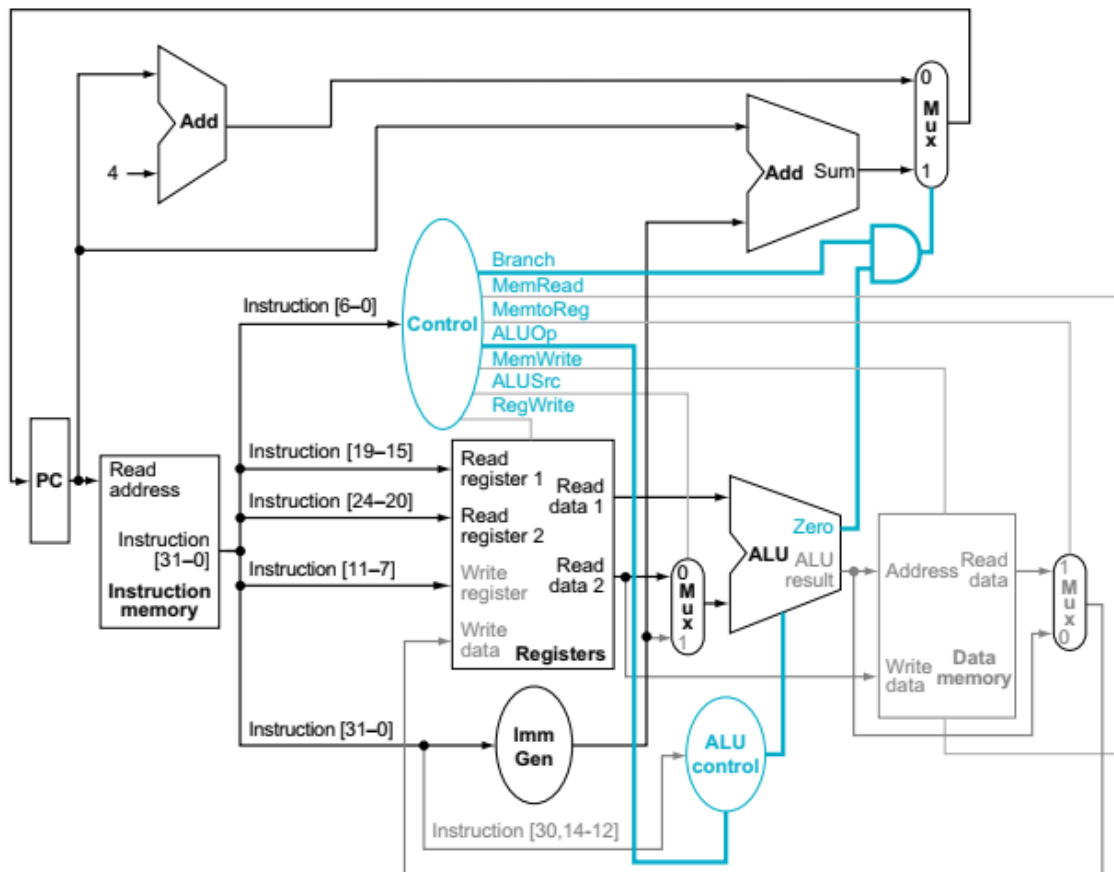 0
M
u
x
1
Add
4
Add Sum
Branch
MemRead
Instruction [6–0]
MemtoReg
Control
ALUOp
MemWrite
ALUSrc
RegWrite
PC
Read
address
Instruction
[31–0]
Instruction
memory
Instruction [19–15]
Instruction [24–20]
Instruction [11–7]
Read
register 1
Read
register 2
Write
register
Write
data
Read
data 1
Read
data 2
Registers
0
M
u
x
1
Zero
ALU
ALU
result
Address
Read
data
Write
data
Data
memory
1
M
u
x
0
Instruction [31–0]
Imm
Gen
ALU
control
Instruction [30,14-12]